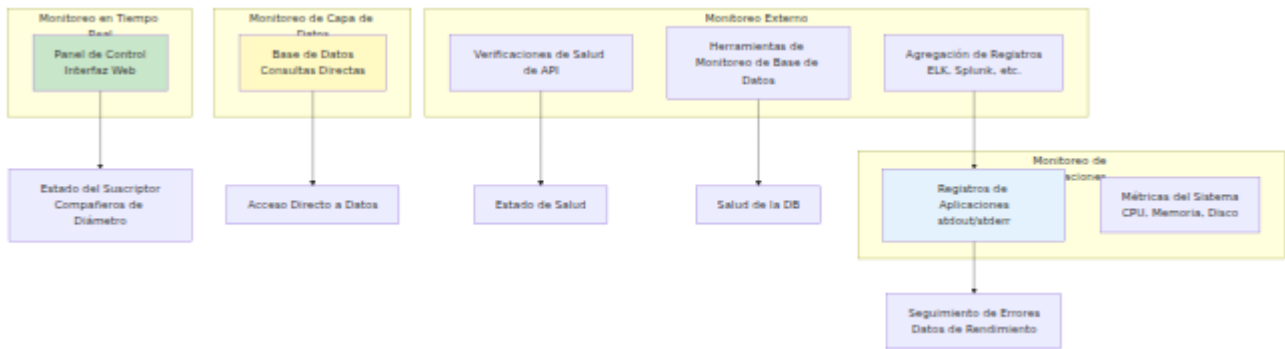 Monitoreo en Tiempo
Real
Panel de Control
Interfaz Web
Estado del Suscriptor
Compañeros de
Diámetro
Monitoreo de Capa de
Datos
Base de Datos
Consultas Directas
Acceso Directo a Datos
Monitoreo Externo
Verificaciones de Salud
de API
Herramientas de
Monitoreo de Base de
Datos
Agregación de Registros
ELK, Splunk, etc.
Estado de Salud
Salud de la DB
Monitoreo de
Registros de
Aplicaciones
stdout/stderr
Métricas del Sistema
CPU, Memoria, Disco
Seguimiento de Errores
Datos de Rendimiento